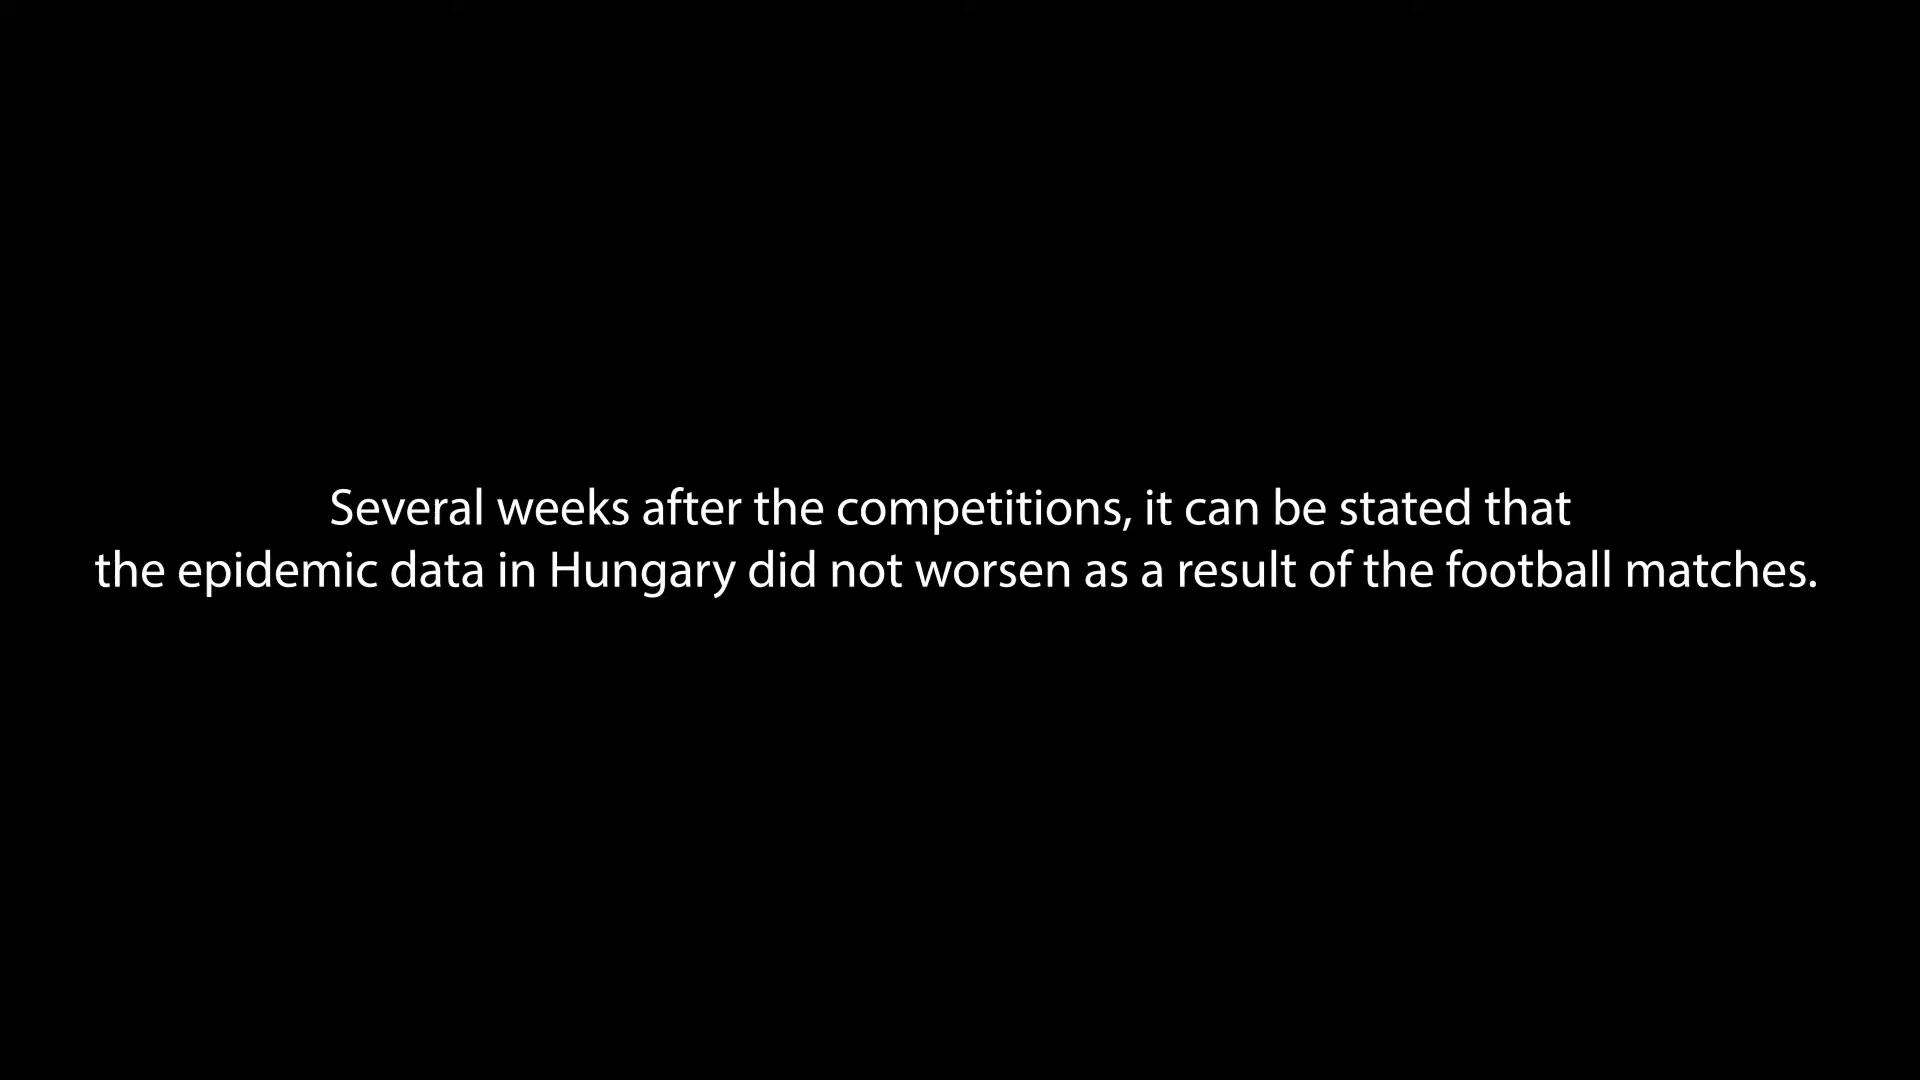 Several weeks after the competitions, it can be stated that
the epidemic data in Hungary did not worsen as a result of the football matches.